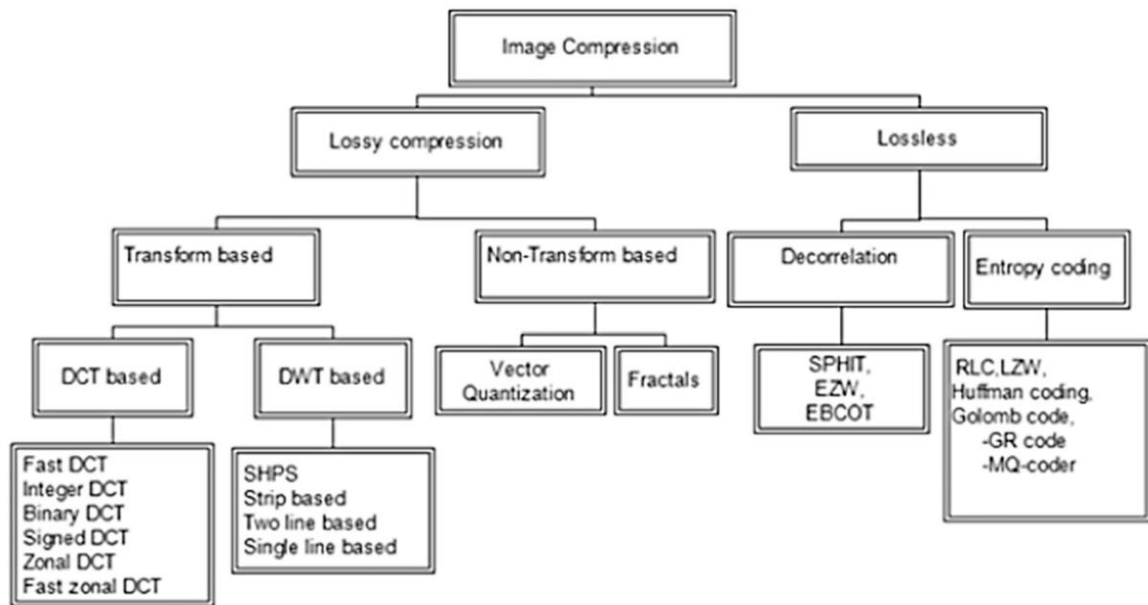 Image Compression
Lossy compression
Lossless
Transform based
Non-Transform based
Decorrelation
Entropy coding
DCT based
DWT based
Vector
Quantization
Fractals
SPHIT,
EZW,
EBCOT
RLC,LZW,
Huffman coding,
Golomb code,
-GR code
-MQ-coder
Fast DCT
Integer DCT
Binary DCT
Signed DCT
Zonal DCT
Fast zonal DCT
SHPS
Strip based
Two line based
Single line based